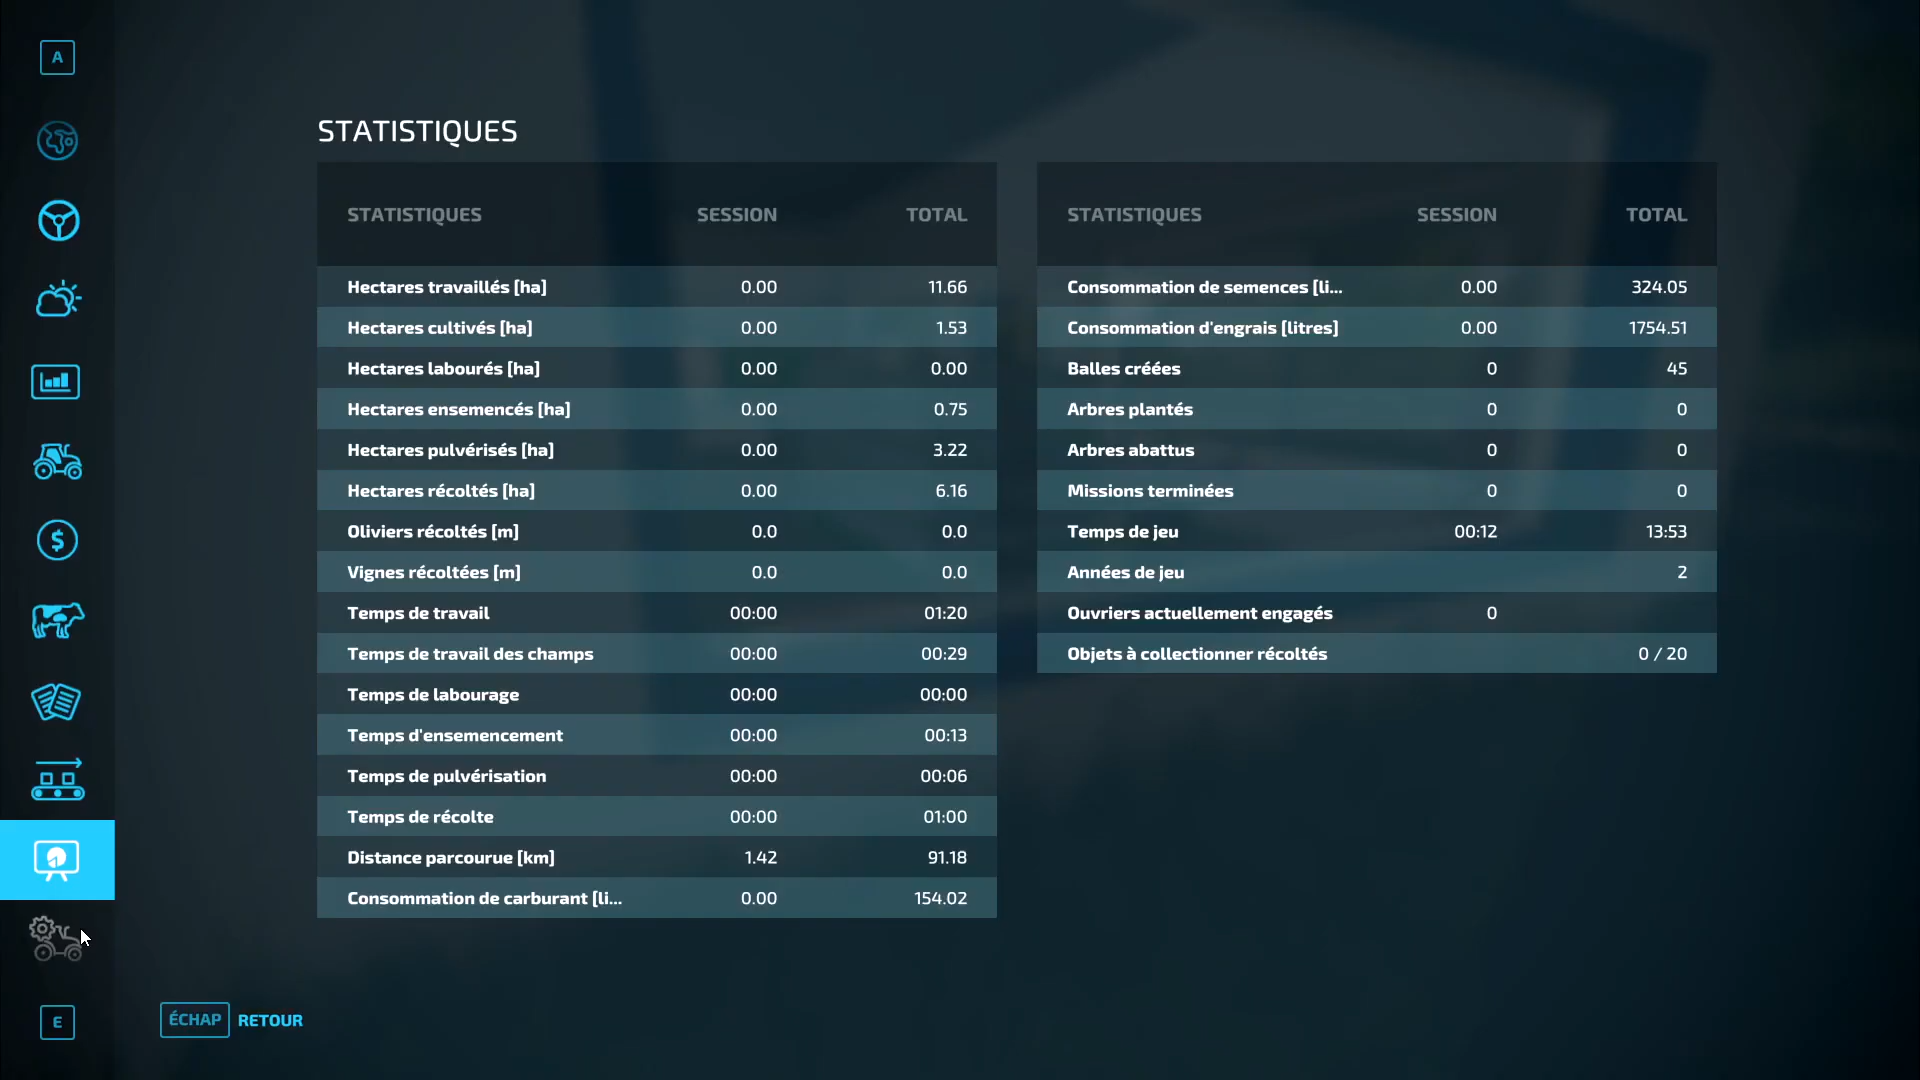 A
STATISTIQUES
STATISTIQUES SESSION TOTAL
Hectares travaillés [ha] 0.00 11.66
Hectares cultivés [ha] 0.00 1.53
Hectares labourés [ha] 0.00 0.00
Hectares ensemencés [ha] 0.00 0.75
Hectares pulvérisés [ha] 0.00 3.22
Hectares récoltés [ha] 0.00 6.16
Oliviers récoltés [m] 0.0 0.0
Vignes récoltées [m] 0.0 0.0
Temps de travail 00:00 01:20
Temps de travail des champs 00:00 00:29
Temps de labourage 00:00 00:00
Temps d'ensemencement 00:00 00:13
Temps de pulvérisation 00:00 00:06
Temps de récolte 00:00 01:00
Distance parcourue [km] 1.42 91.18
Consommation de carburant [li... 0.00 154.02
STATISTIQUES SESSION TOTAL
Consommation de semences [li... 0.00 324.05
Consommation d'engrais [litres] 0.00 1754.51
Balles créées 0 45
Arbres plantés 0 0
Arbres abattus 0 0
Missions terminées 0 0
Temps de jeu 00:12 13:53
Années de jeu 2
Ouvriers actuellement engagés 0
Objets à collectionner récoltés 0 / 20
E
ÉCHAP RETOUR